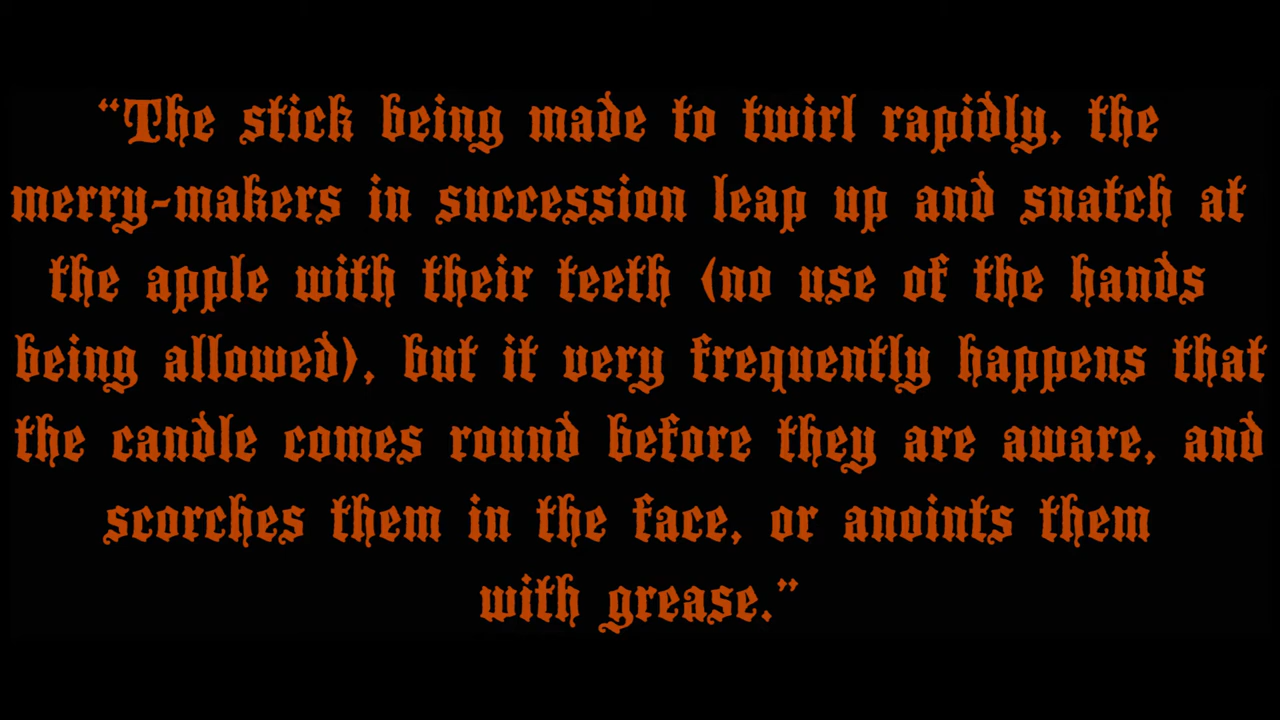 “The stick being made to twirl rapidly, the
merry-makers in succession leap up and snatch at
the apple with their teeth (no use of the hands
being allowed), but it very frequently happens that
the candle comes round before they are aware, and
scorches them in the face, or anoints them
with grease.”